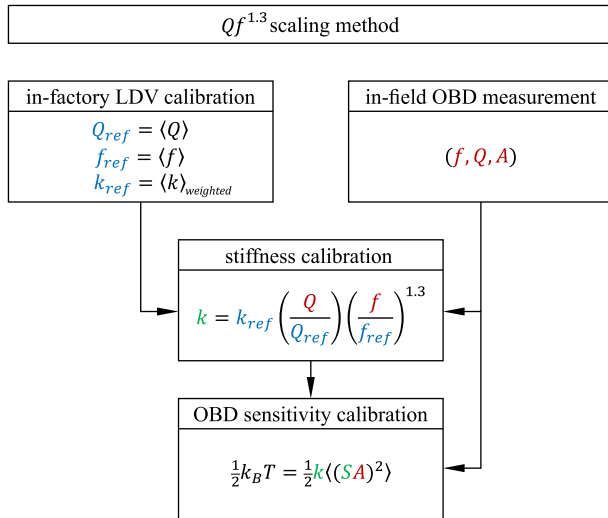 Qf^1.3 scaling method
in-factory LDV calibration
Q_ref = ⟨Q⟩
f_ref = ⟨f⟩
k_ref = ⟨k⟩_weighted
in-field OBD measurement
(f, Q, A)
stiffness calibration
k = k_ref (Q/Q_ref) (f/f_ref)^1.3
OBD sensitivity calibration
½k_B T = ½k⟨(SA)²⟩